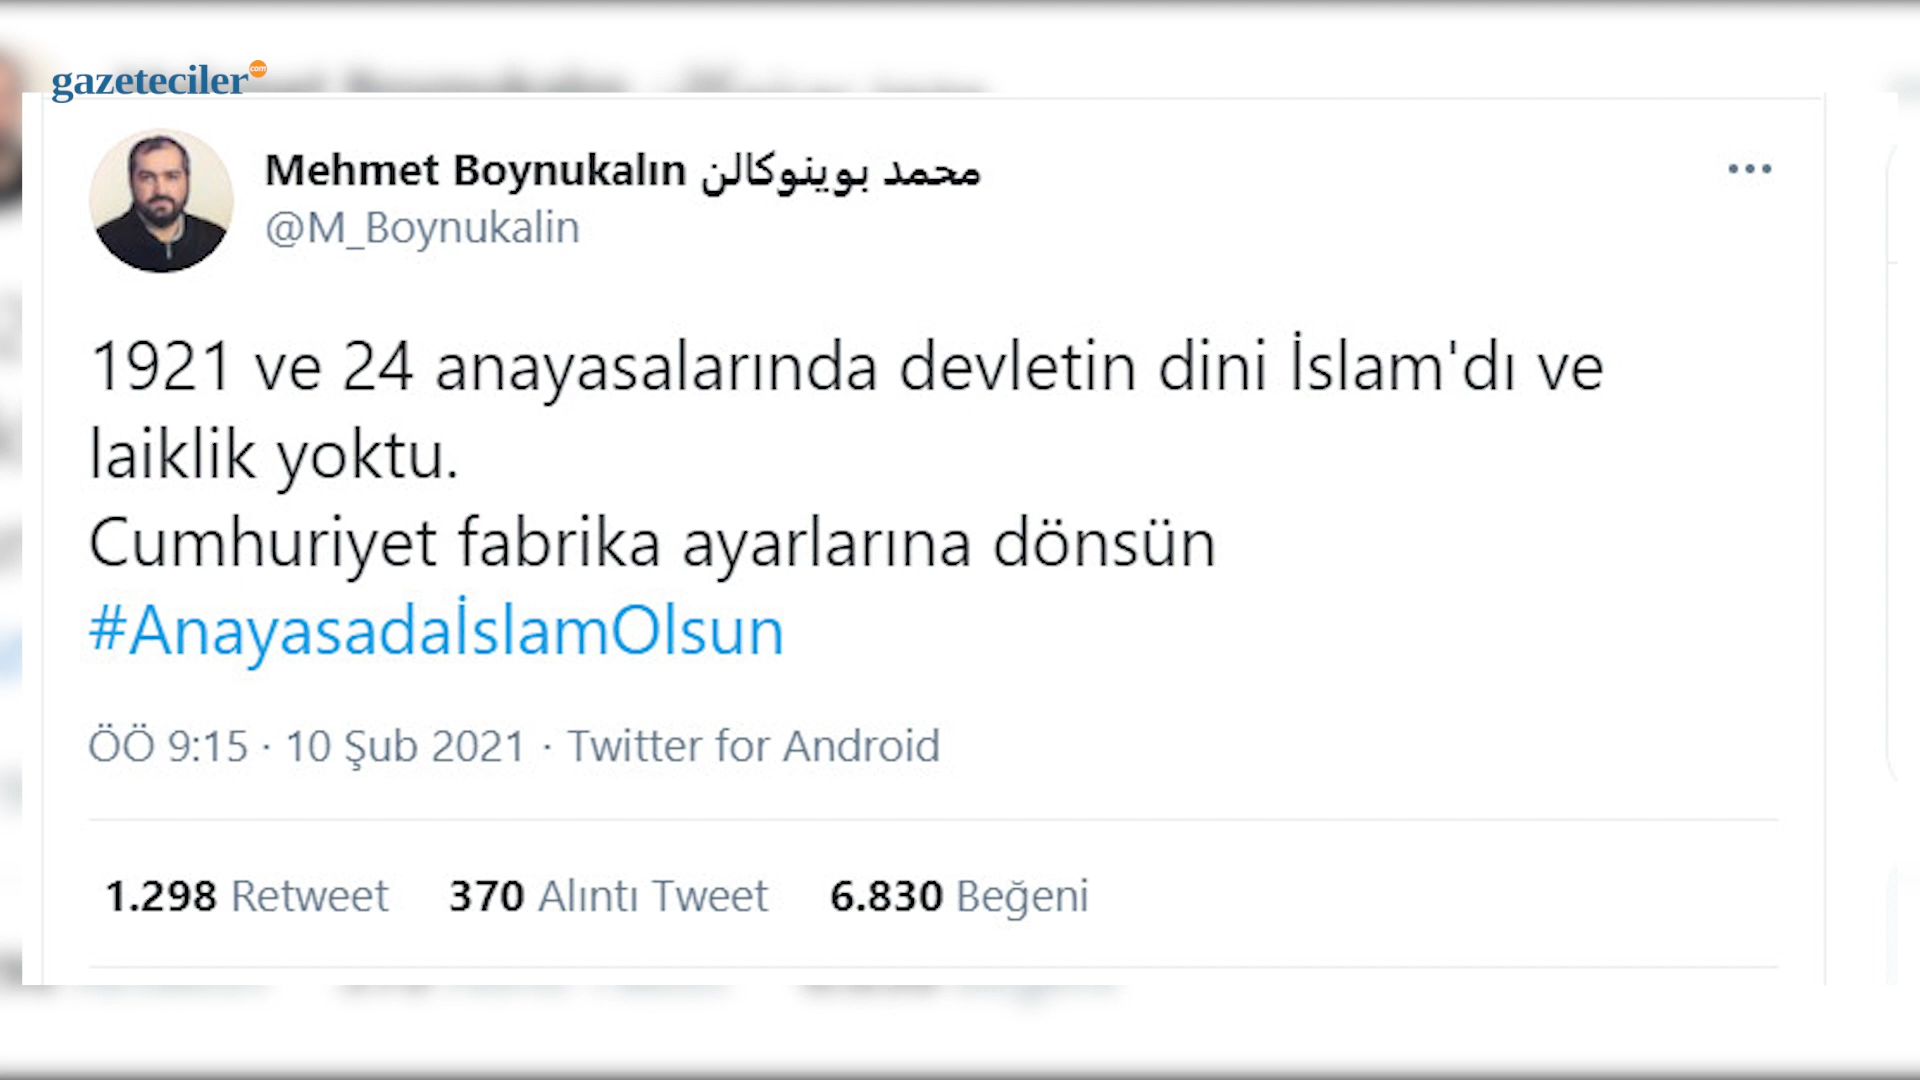 gazeteciler com
Mehmet Boynukalın محمد بوينوكالن
@M_Boynukalin
1921 ve 24 anayasalarında devletin dini İslam'dı ve
laiklik yoktu.
Cumhuriyet fabrika ayarlarına dönsün
#AnayasadaİslamOlsun
ÖÖ 9:15 · 10 Şub 2021 · Twitter for Android
1.298 Retweet 370 Alıntı Tweet 6.830 Beğeni